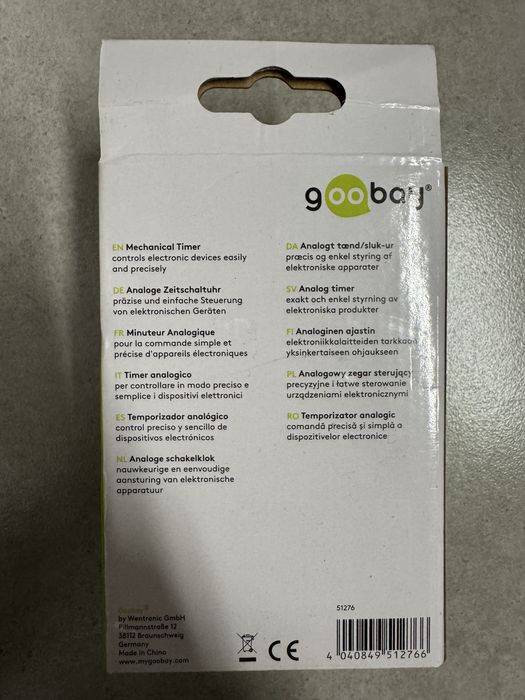 goobay®
EN Mechanical Timer
controls electronic devices easily
and precisely
DE Analoge Zeitschaltuhr
präzise und einfache Steuerung
von elektronischen Geräten
FR Minuteur Analogique
pour la commande simple et
précise d'appareils électroniques
IT Timer analogico
per controllare in modo preciso e
semplice i dispositivi elettronici
ES Temporizador analógico
control preciso y sencillo de
dispositivos electrónicos
NL Analoge schakelklok
nauwkeurige en eenvoudige
aansturing van elektronische
apparatuur
DA Analogt tænd/sluk-ur
præcis og enkel styring af
elektroniske apparater
SV Analog timer
exakt och enkel styrning av
elektroniska produkter
FI Analoginen ajastin
elektroniikkalaitteiden tarkkaan
yksinkertaiseen ohjaukseen
PL Analogowy zegar sterujący
precyzyjne i łatwe sterowanie
urządzeniami elektronicznymi
RO Temporizator analogic
comandă precisă și simplă a
dispozitivelor electronice
Goobay®
by Wentronic GmbH
Pillmannstraße 12
38112 Braunschweig
Germany
Made in China
www.mygoobay.com
CE
51276
4 040849 512766